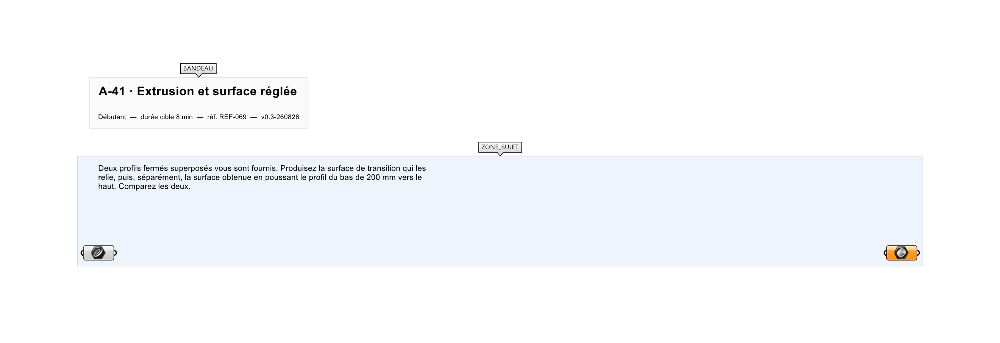 BANDEAU
A-41 · Extrusion et surface réglée
Débutant — durée cible 8 min — réf. REF-069 — v0.3-260826
ZONE_SUJET
Deux profils fermés superposés vous sont fournis. Produisez la surface de transition qui les
relie, puis, séparément, la surface obtenue en poussant le profil du bas de 200 mm vers le
haut. Comparez les deux.